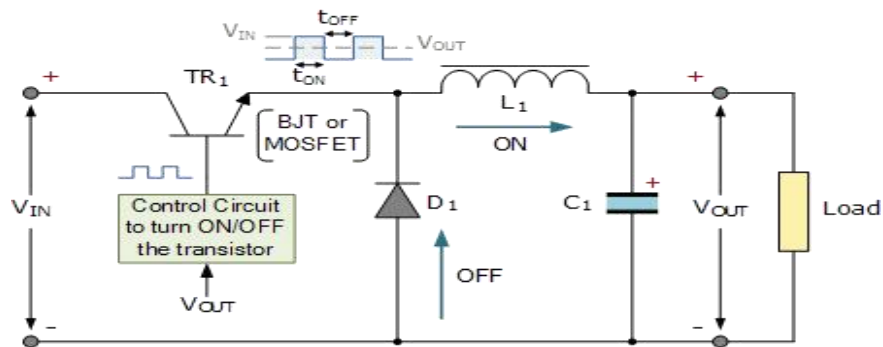 tOFF
VIN
VOUT
tON
+
TR1
L1
+
BJT or
MOSFET
ON
VIN
Control Circuit
to turn ON/OFF
the transistor
D1
C1
+
VOUT
Load
OFF
VOUT
-
-